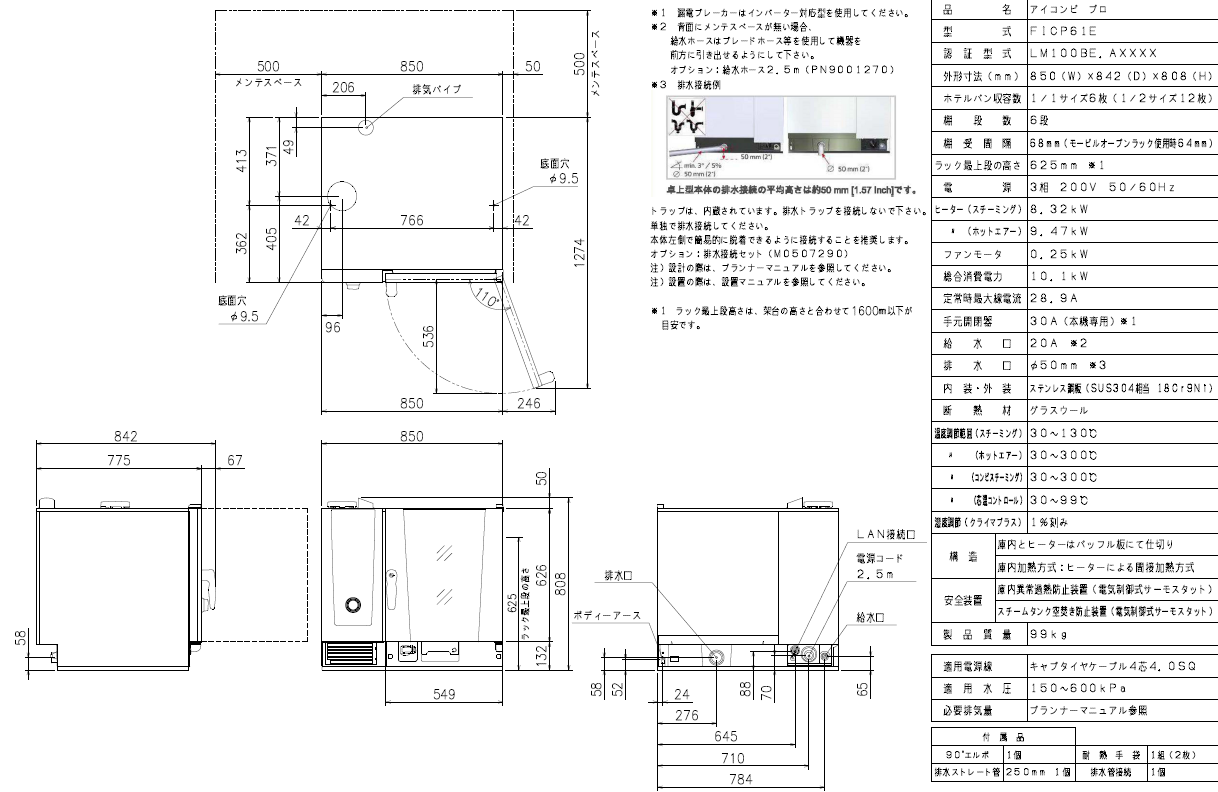 500
850
50
500
メンテスペース
メンテスペース
206
排気パイプ
49
413
371
底面穴
φ9.5
42
766
42
362
405
1274
底面穴
φ9.5
96
110°
536
850
246
※1 漏電ブレーカーはインバーター対応型を使用してください。
※2 背面にメンテスペースが無い場合、
給水ホースはブレードホース等を使用して機器を
前方に引き出せるようにして下さい。
オプション:給水ホース2.5m(PN9001270)
※3 排水接続例
50 mm (2")
min. 3° / 5%
50 mm (2")
50 mm (2")
卓上型本体の排水接続の平均高さは約50 mm [1.57 inch]です。
トラップは、内蔵されています。排水トラップを接続しないで下さい。
単独で排水接続してください。
本体左側で簡易的に脱着できるように接続することを推奨します。
オプション:排水接続セット(M0507290)
注)設計の際は、プランナーマニュアルを参照してください。
注)設置の際は、設置マニュアルを参照してください。
※1 ラック最上段高さは、架台の高さと合わせて1600mm以下が
目安です。
842
775
67
58
850
50
626
808
625
ラック最上段の高さ
132
549
LAN接続口
電源コード
2.5m
排水口
ボディーアース
給水口
58
52
24
88
70
65
276
645
710
784
品名 アイコンビ プロ
型式 FICP61E
認証型式 LM100BE.AXXXX
外形寸法(mm) 850(W)×842(D)×808(H)
ホテルパン収容数 1/1サイズ6枚(1/2サイズ12枚)
棚段数 6段
棚受間隔 68mm(モービルオーブンラック使用時64mm)
ラック最上段の高さ 625mm ※1
電源 3相 200V 50/60Hz
ヒーター(スチーミング) 8.32kW
〃 (ホットエアー) 9.47kW
ファンモータ 0.25kW
総合消費電力 10.1kW
定常時最大線電流 28.9A
手元開閉器 30A(本機専用)※1
給水口 20A ※2
排水口 φ50mm ※3
内装・外装 ステンレス鋼板(SUS304相当 18Cr9Ni)
断熱材 グラスウール
温度調節範囲(スチーミング) 30~130℃
〃 (ホットエアー) 30~300℃
〃 (コンビスチーミング) 30~300℃
〃 (芯温コントロール) 30~99℃
湿度調節(クライマプラス) 1%刻み
構造 庫内とヒーターはバッフル板にて仕切り
庫内加熱方式:ヒーターによる間接加熱方式
安全装置 庫内異常過熱防止装置(電気制御式サーモスタット)
スチームタンク空焚き防止装置(電気制御式サーモスタット)
製品質量 99kg
適用電源線 キャブタイヤケーブル4芯4.0SQ
適用水圧 150~600kPa
必要排気量 プランナーマニュアル参照
付属品
90°エルボ 1個 耐熱手袋 1組(2枚)
排水ストレート管 250mm 1個 排水管接続 1個